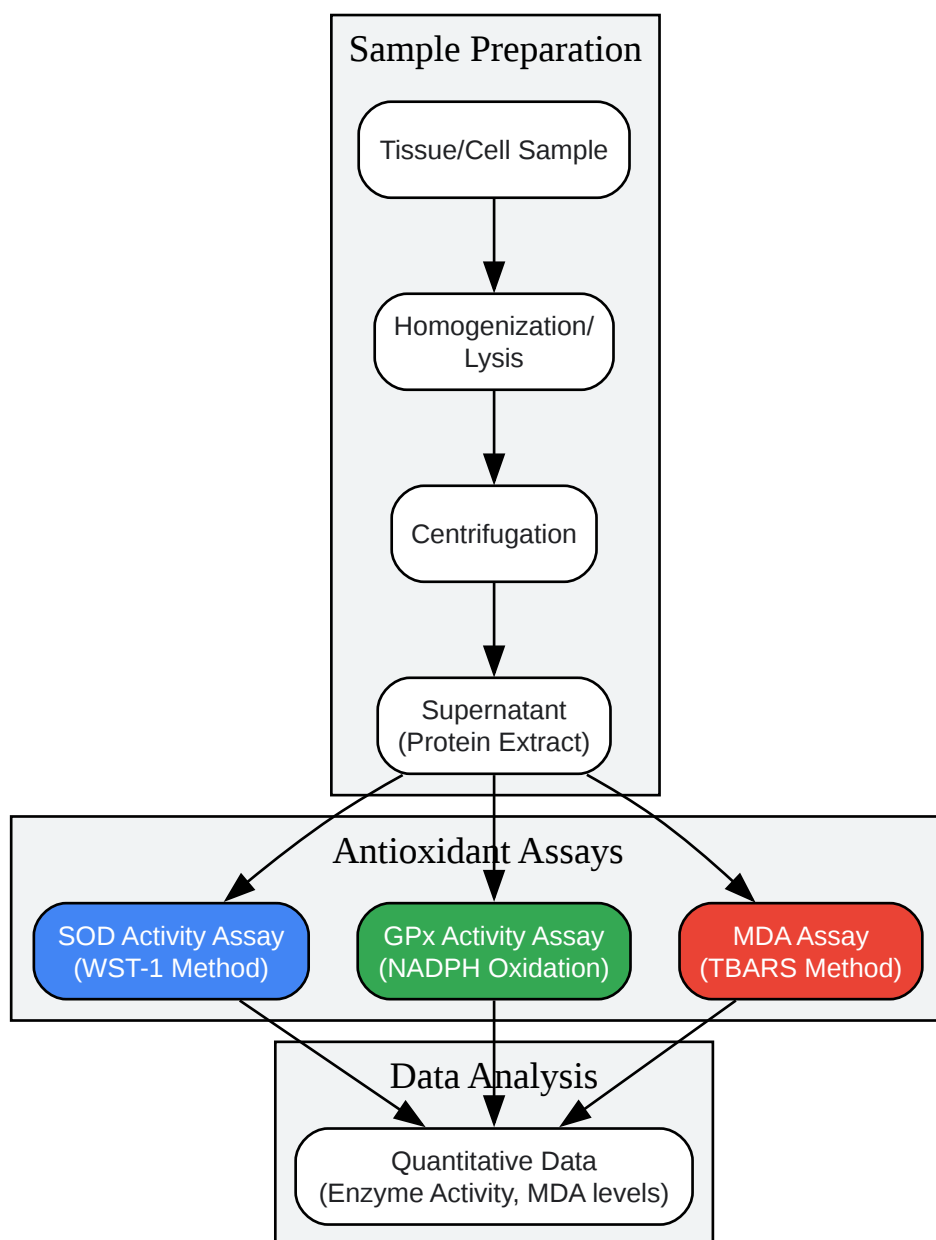 Sample Preparation
Tissue/Cell Sample
Homogenization/
Lysis
Centrifugation
Supernatant
(Protein Extract)
Antioxidant Assays
SOD Activity Assay
(WST-1 Method)
GPx Activity Assay
(NADPH Oxidation)
MDA Assay
(TBARS Method)
Data Analysis
Quantitative Data
(Enzyme Activity, MDA levels)